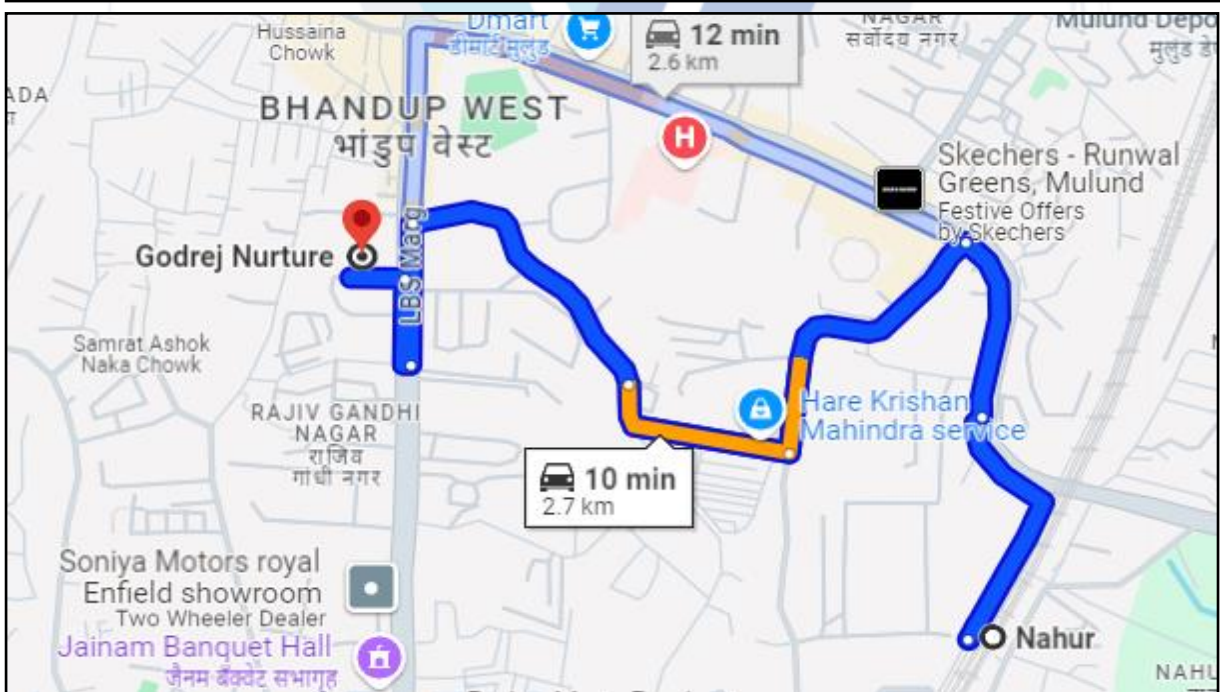 Hussaina
Chowk
Dmart
डीमार्ट मुलुंड
12 min
2.6 km
NAGAR
सर्वोदय नगर
Mulund Depo
मुलुंड डे
ADA
BHANDUP WEST
भांडुप वेस्ट
H
Skechers - Runwal
Greens, Mulund
Festive Offers
by Skechers
Godrej Nurture
LBS Marg
Samrat Ashok
Naka Chowk
RAJIV GANDHI
NAGAR
राजिव
गांधी नगर
Hare Krishan
Mahindra service
10 min
2.7 km
Soniya Motors royal
Enfield showroom
Two Wheeler Dealer
Jainam Banquet Hall
जैनम बँक्वेट सभागृह
Nahur
NAHU